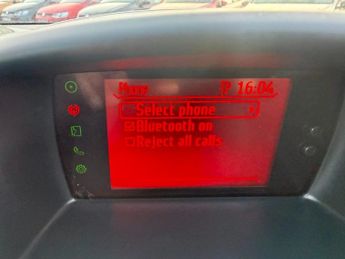 Menu P 16:04
Select phone
Bluetooth on
Reject all calls